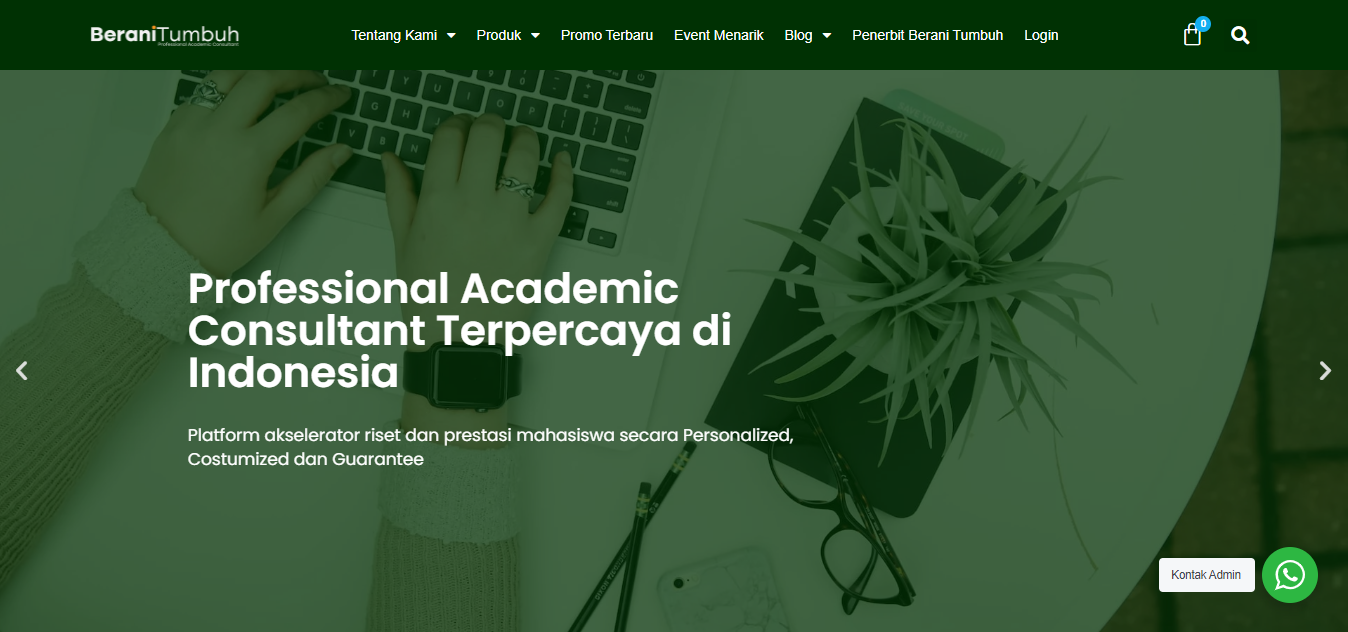 BeraniTumbuh
Professional Academic Consultant
Tentang Kami
Produk
Promo Terbaru
Event Menarik
Blog
Penerbit Berani Tumbuh
Login
0
Professional Academic
Consultant Terpercaya di
Indonesia
Platform akselerator riset dan prestasi mahasiswa secara Personalized,
Costumized dan Guarantee
Kontak Admin